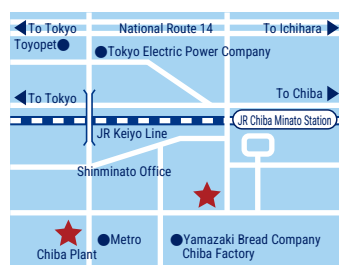 To Tokyo
National Route 14
To Ichihara
Toyopet
Tokyo Electric Power Company
To Tokyo
To Chiba
JR Chiba Minato Station
JR Keiyo Line
Shinminato Office
Chiba Plant
Metro
Yamazaki Bread Company
Chiba Factory